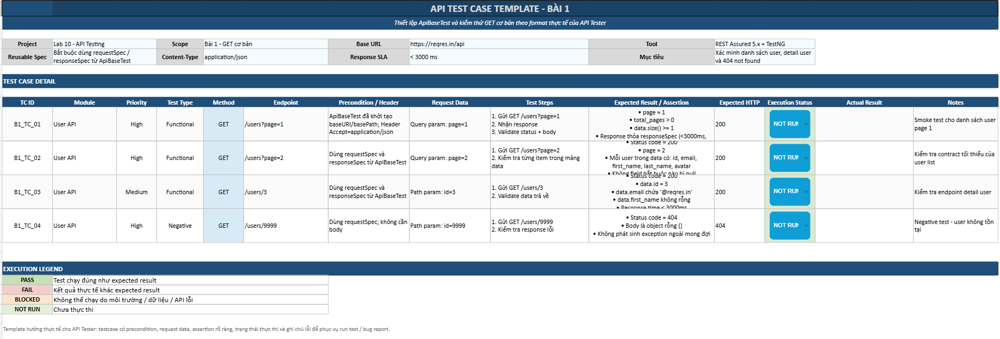 API TEST CASE TEMPLATE - BÀI 1
Thiết lập ApiBaseTest và kiểm thử GET cơ bản theo format thực tế của API Tester
Project Lab 10 - API Testing Scope Bài 1 - GET cơ bản Base URL https://reqres.in/api Tool REST Assured 5.x + TestNG
Reusable Spec Bắt buộc dùng requestSpec / Content-Type application/json Response SLA < 3000 ms Mục tiêu Xác minh danh sách user, detail user
responseSpec từ ApiBaseTest và 404 not found
TEST CASE DETAIL
TC ID Module Priority Test Type Method Endpoint Precondition / Header Request Data Test Steps Expected Result / Assertion Expected HTTP Execution Status Actual Result Notes
B1_TC_01
User API
High
Functional
GET
/users?page=1
ApiBaseTest đã khởi tạo
baseURI/basePath; Header
Accept=application/json
Query param: page=1
1. Gửi GET /users?page=1
2. Nhận response
3. Validate status + body
• page = 1
• total_pages > 0
• data.size() >= 1
• Response thỏa responseSpec (<3000ms,
200
NOT RUN
Smoke test cho danh sách user
page 1
B1_TC_02
User API
High
Functional
GET
/users?page=2
Dùng requestSpec và
responseSpec từ ApiBaseTest
Query param: page=2
1. Gửi GET /users?page=2
2. Kiểm tra từng item trong mảng
data
• Status code = 200
• page = 2
• Mỗi user trong data có: id, email,
first_name, last_name, avatar
• Không field bắt buộc nào bị null
200
NOT RUN
Kiểm tra contract tối thiểu của
user list
B1_TC_03
User API
Medium
Functional
GET
/users/3
Dùng requestSpec và
responseSpec từ ApiBaseTest
Path param: id=3
1. Gửi GET /users/3
2. Validate data trả về
• Status code = 200
• data.id = 3
• data.email chứa '@reqres.in'
• data.first_name không rỗng
• Response time < 3000ms
200
NOT RUN
Kiểm tra endpoint detail user
B1_TC_04
User API
High
Negative
GET
/users/9999
Dùng requestSpec; không cần
body
Path param: id=9999
1. Gửi GET /users/9999
2. Kiểm tra response lỗi
• Status code = 404
• Body là object rỗng {}
• Không phát sinh exception ngoài mong đợi
404
NOT RUN
Negative test - user không tồn
tại
EXECUTION LEGEND
PASS Test chạy đúng như expected result
FAIL Kết quả thực tế khác expected result
BLOCKED Không thể chạy do môi trường / dữ liệu / API lỗi
NOT RUN Chưa thực thi
Template hướng thực tế cho API Tester: testcase có precondition, request data, assertion rõ ràng, trạng thái thực thi và ghi chú lỗi để phục vụ run test / bug report.